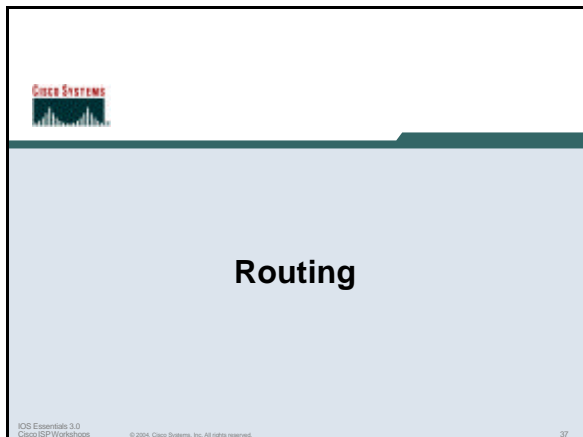 CISCO SYSTEMS
Routing
IOS Essentials 3.0
Cisco ISP Workshops
© 2004, Cisco Systems, Inc. All rights reserved.
37